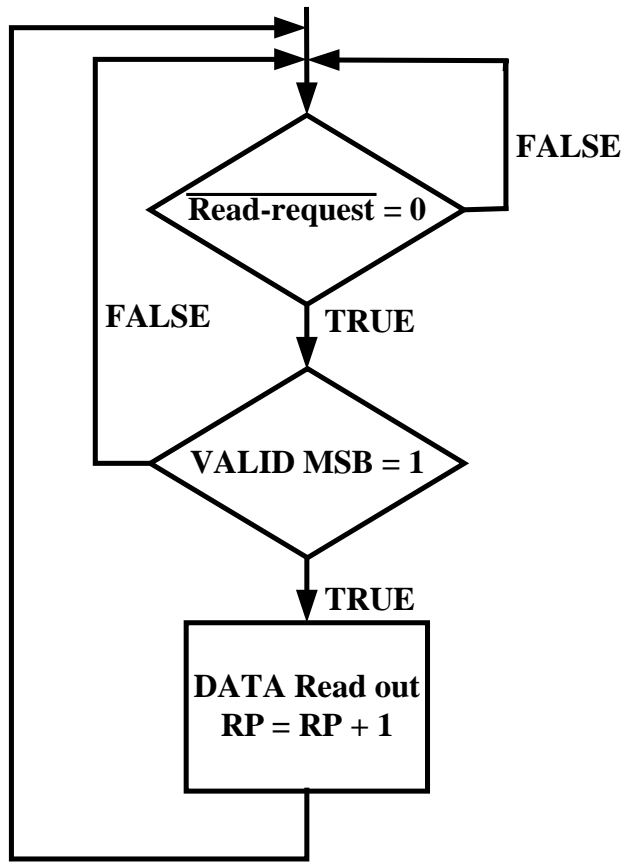 FALSE
Read-request = 0
FALSE
TRUE
VALID MSB = 1
TRUE
DATA Read out
RP = RP + 1